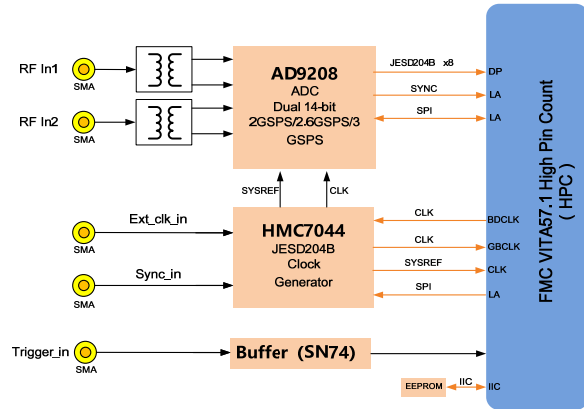 RF In1
SMA
RF In2
SMA
AD9208
ADC
Dual 14-bit
2GSPS/2.6GSPS/3
GSPS
JESD204B x8
DP
SYNC
LA
SPI
LA
SYSREF
CLK
Ext_clk_in
SMA
Sync_in
SMA
HMC7044
JESD204B
Clock
Generator
CLK
BDCLK
CLK
GBCLK
SYSREF
CLK
SPI
LA
Trigger_in
SMA
Buffer (SN74)
EEPROM
IIC
IIC
FMC VITA57.1 High Pin Count
( HPC )